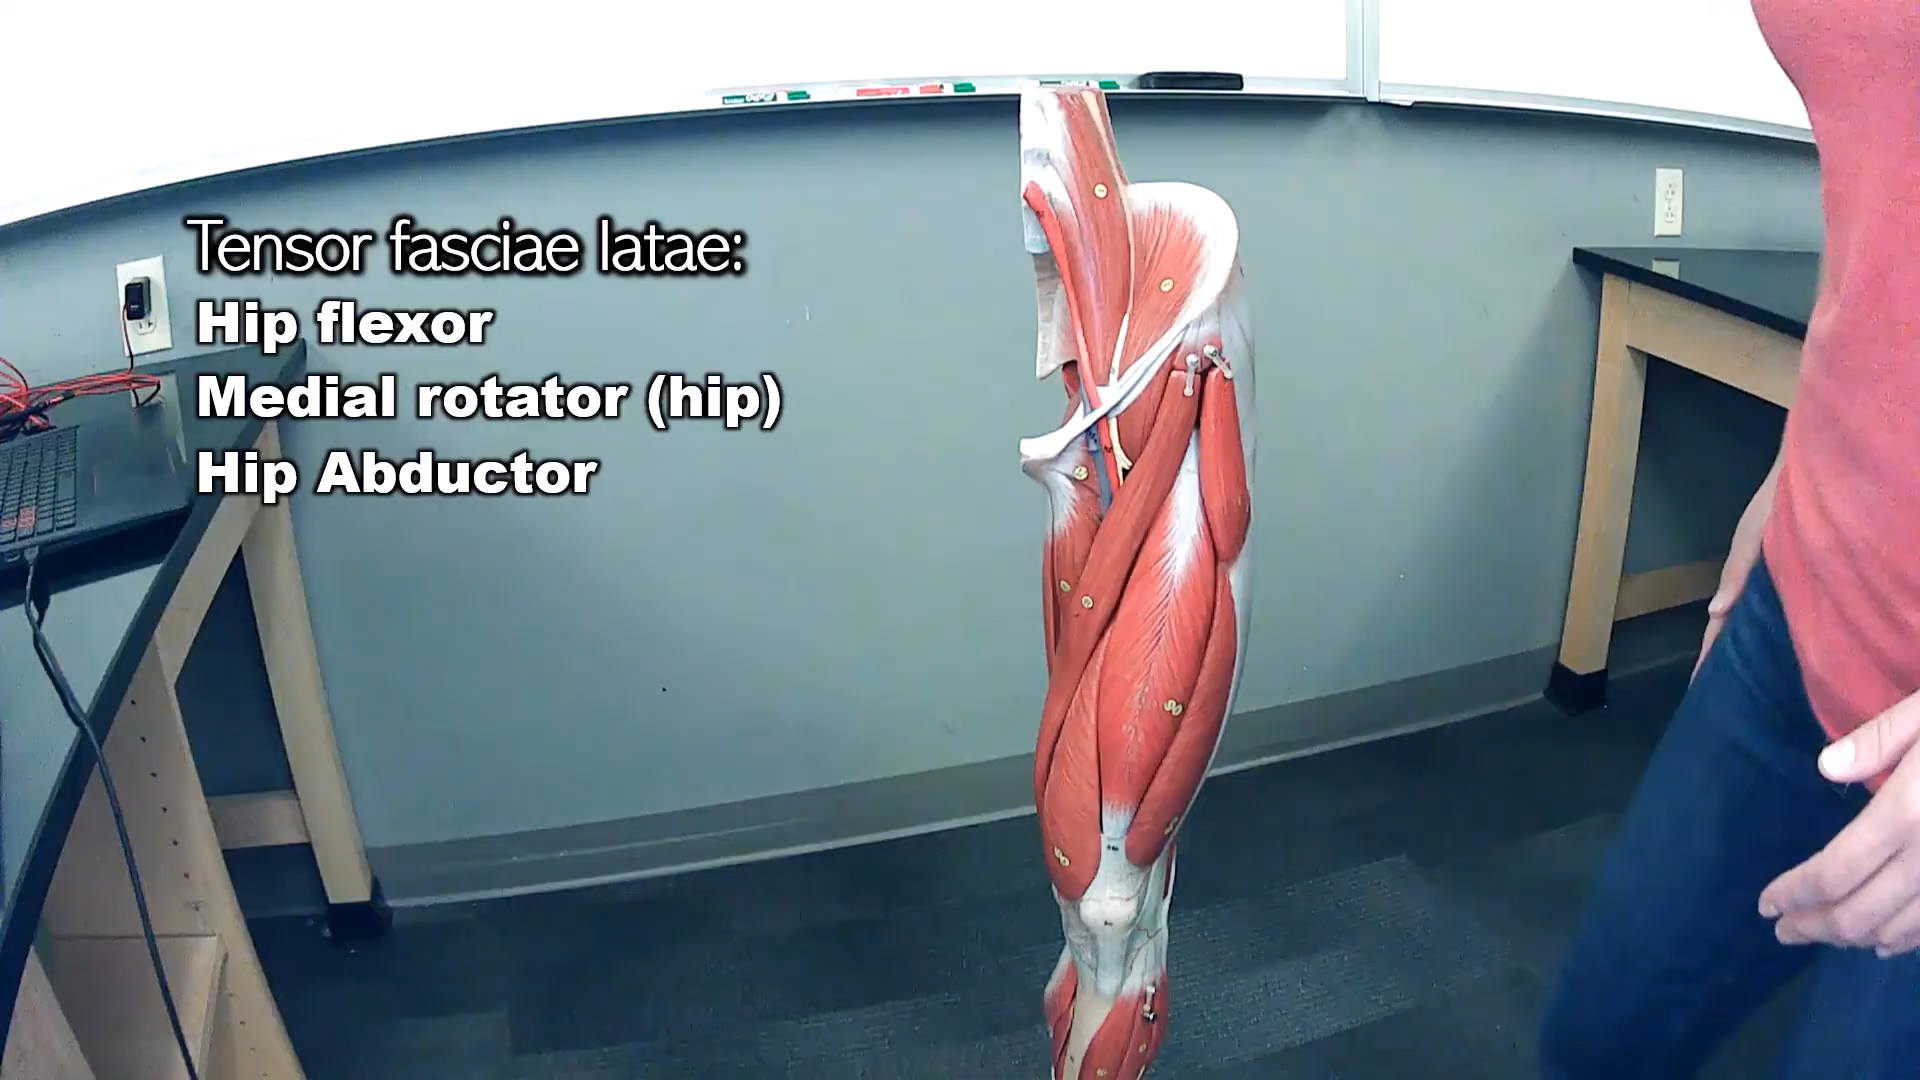 Tensor fasciae latae:
Hip flexor
Medial rotator (hip)
Hip Abductor